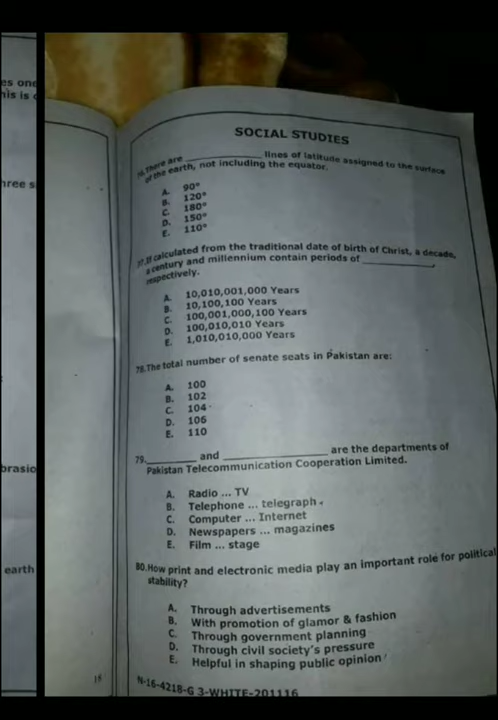 es one
his is
hree s
brasio
earth
SOCIAL STUDIES
76.There are ____________ lines of latitude assigned to the surface
of the earth, not including the equator.
A. 90°
B. 120°
C. 180°
D. 150°
E. 110°
77.If calculated from the traditional date of birth of Christ, a decade,
a century and millennium contain periods of ____________,
respectively.
A. 10,010,001,000 Years
B. 10,100,100 Years
C. 100,001,000,100 Years
D. 100,010,010 Years
E. 1,010,010,000 Years
78.The total number of senate seats in Pakistan are:
A. 100
B. 102
C. 104
D. 106
E. 110
79.________ and ________________ are the departments of
Pakistan Telecommunication Cooperation Limited.
A. Radio ... TV
B. Telephone ... telegraph
C. Computer ... Internet
D. Newspapers ... magazines
E. Film ... stage
80.How print and electronic media play an important role for political
stability?
A. Through advertisements
B. With promotion of glamor & fashion
C. Through government planning
D. Through civil society's pressure
E. Helpful in shaping public opinion
N-16-4218-G 3-WHITE-201116